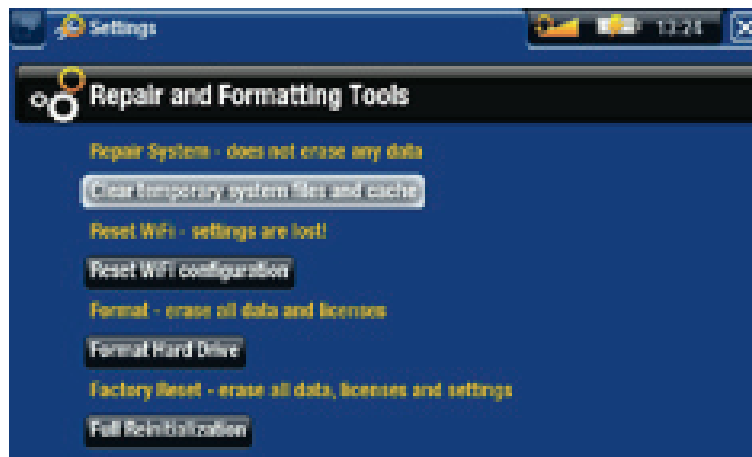 Settings
13:24
Repair and Formatting Tools
Repair System - does not erase any data
Clear temporary system files and cache
Reset WiFi - settings are lost!
Reset WiFi configuration
Format - erase all data and licenses
Format Hard Drive
Factory Reset - erase all data, licenses and settings
Full Reinitialization